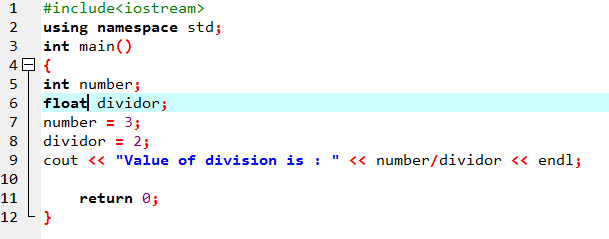 1 #include<iostream>
2 using namespace std;
3 int main()
4 {
5 int number;
6 float dividor;
7 number = 3;
8 dividor = 2;
9 cout << "Value of division is : " << number/dividor << endl;
10
11 return 0;
12 }